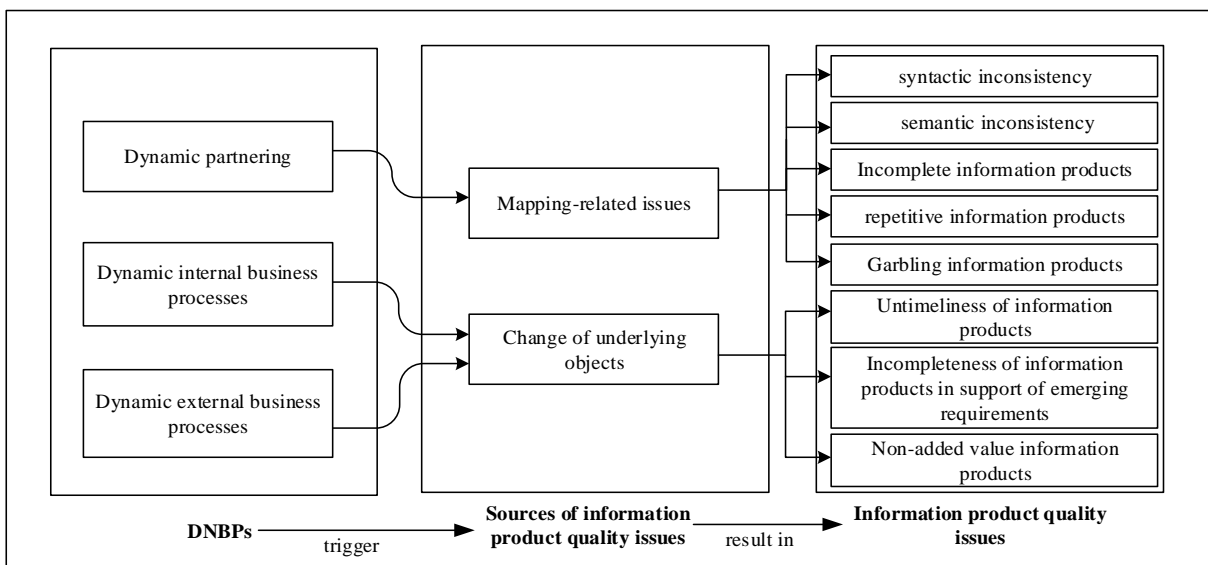 Dynamic partnering
Dynamic internal business
processes
Dynamic external business
processes
Mapping-related issues
Change of underlying
objects
syntactic inconsistency
semantic inconsistency
Incomplete information products
repetitive information products
Garbling information products
Untimeliness of information
products
Incompleteness of information
products in support of emerging
requirements
Non-added value information
products
DNBPs
trigger
Sources of information
product quality issues
result in
Information product quality
issues